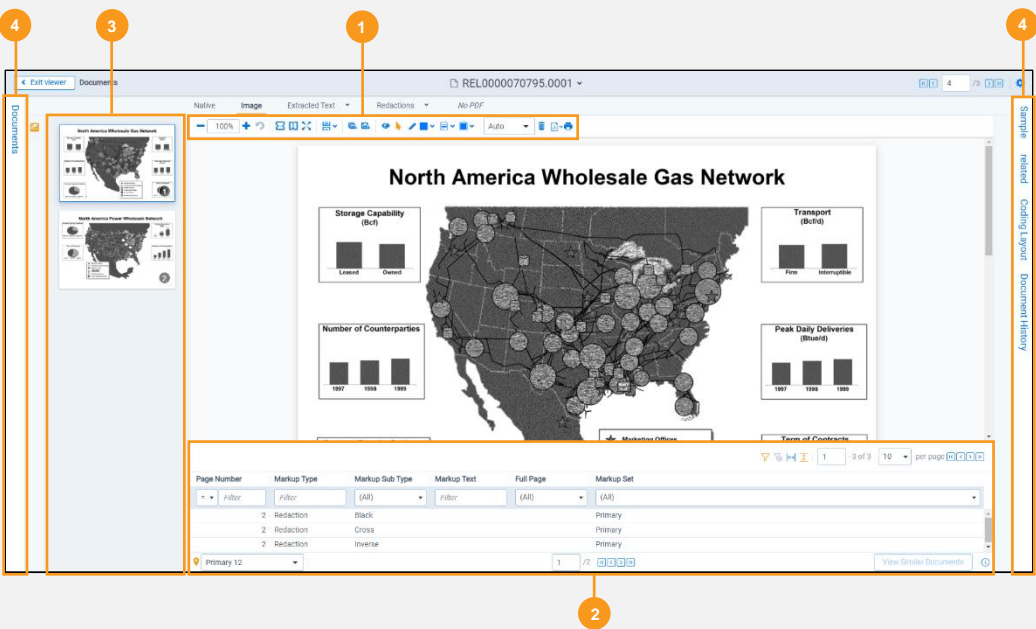 4
3
1
4
Exit viewer
Documents
REL0000070795.0001
4
/5
Native
Image
Extracted Text
Redactions
No PDF
100%
Auto
Documents
Sample
related
Coding Layout
Document History
North America Wholesale Gas Network
1
North America Power Wholesale Network
2
North America Wholesale Gas Network
Storage Capability
(Bcf)
Leased Owned
Transport
(Bcf/d)
Firm Interruptible
Number of Counterparties
1997 1998 1999
Peak Daily Deliveries
(Btue/d)
1997 1998 1999
Marketing Offices
Term of Contracts
1 -3 of 3 10 per page
Page Number Markup Type Markup Sub Type Markup Text Full Page Markup Set
= Filter Filter (All) Filter (All) (All)
2 Redaction Black Primary
2 Redaction Cross Primary
2 Redaction Inverse Primary
Primary 12
1 /2
View Similar Documents
2